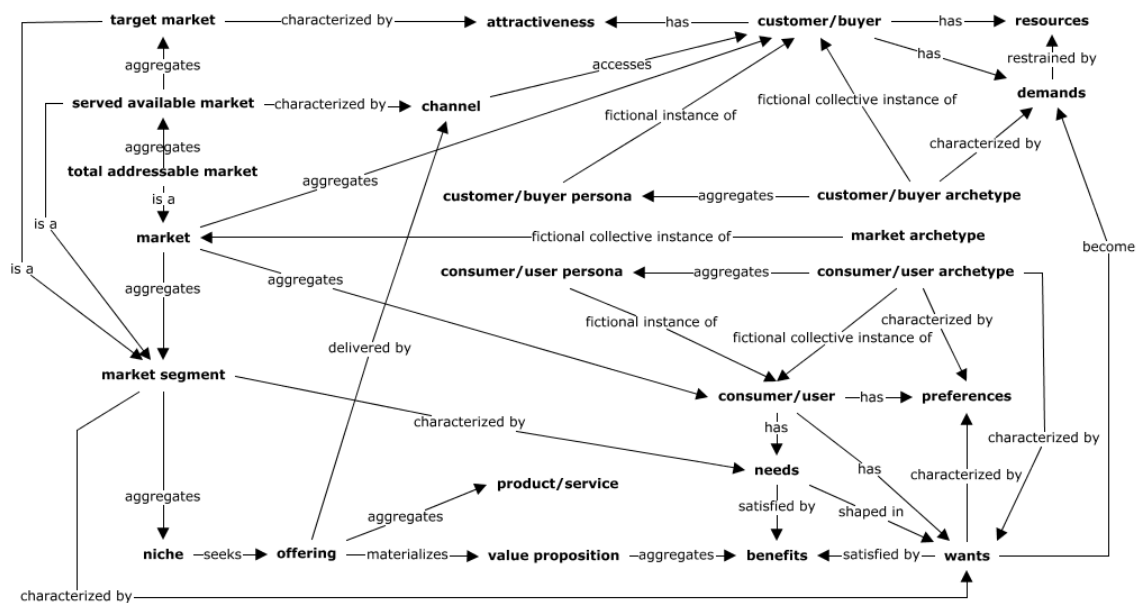 target market characterized by attractiveness has customer/buyer has resources
accesses has restrained by
aggregates
served available market characterized by channel fictional collective instance of demands
fictional instance of
aggregates characterized by
total addressable market
is a aggregates customer/buyer persona aggregates customer/buyer archetype
is a
market fictional collective instance of market archetype become
is a consumer/user persona aggregates consumer/user archetype
aggregates aggregates
fictional instance of characterized by
delivered by fictional collective instance of
market segment
consumer/user has preferences
characterized by has
characterized by
needs has characterized by
aggregates product/service
aggregates satisfied by shaped in
niche seeks offering materializes value proposition aggregates benefits satisfied by wants
characterized by